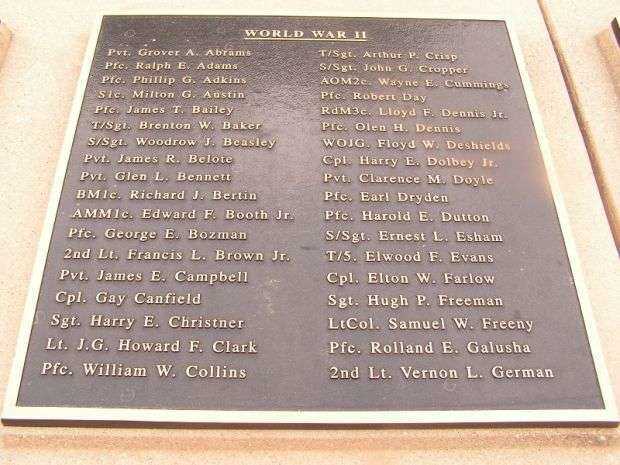 WORLD WAR II
Pvt. Grover A. Abrams
Pfc. Ralph E. Adams
Pfc. Phillip G. Adkins
S1c. Milton G. Austin
Pfc. James T. Bailey
T/Sgt. Brenton W. Baker
S/Sgt. Woodrow J. Beasley
Pvt. James R. Belote
Pvt. Glen L. Bennett
BM1c. Richard J. Bertin
AMM1c. Edward F. Booth Jr.
Pfc. George E. Bozman
2nd Lt. Francis L. Brown Jr.
Pvt. James E. Campbell
Cpl. Gay Canfield
Sgt. Harry E. Christner
Lt. J.G. Howard F. Clark
Pfc. William W. Collins
T/Sgt. Arthur P. Crisp
S/Sgt. John G. Cropper
AOM2c. Wayne E. Cummings
Pfc. Robert Day
RdM3c. Lloyd F. Dennis Jr.
Pfc. Olen H. Dennis
WOJG. Floyd W. Deshields
Cpl. Harry E. Dolbey Jr.
Pvt. Clarence M. Doyle
Pfc. Earl Dryden
Pfc. Harold E. Dutton
S/Sgt. Ernest L. Esham
T/5. Elwood F. Evans
Cpl. Elton W. Farlow
Sgt. Hugh P. Freeman
LtCol. Samuel W. Freeny
Pfc. Rolland E. Galusha
2nd Lt. Vernon L. German